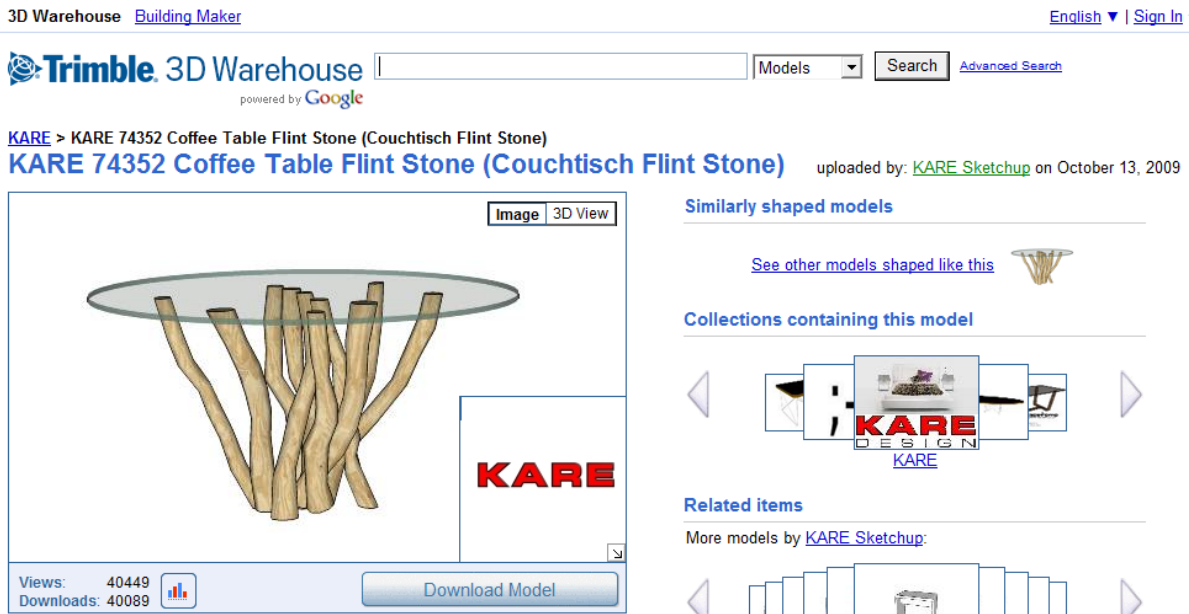 3D Warehouse Building Maker English ▼ | Sign In
Trimble. 3D Warehouse Models Search Advanced Search
powered by Google
KARE > KARE 74352 Coffee Table Flint Stone (Couchtisch Flint Stone)
KARE 74352 Coffee Table Flint Stone (Couchtisch Flint Stone) uploaded by: KARE Sketchup on October 13, 2009
Image 3D View
KARE
Views: 40449
Downloads: 40089
Download Model
Similarly shaped models
See other models shaped like this
Collections containing this model
KARE
DESIGN
KARE
Related items
More models by KARE Sketchup: